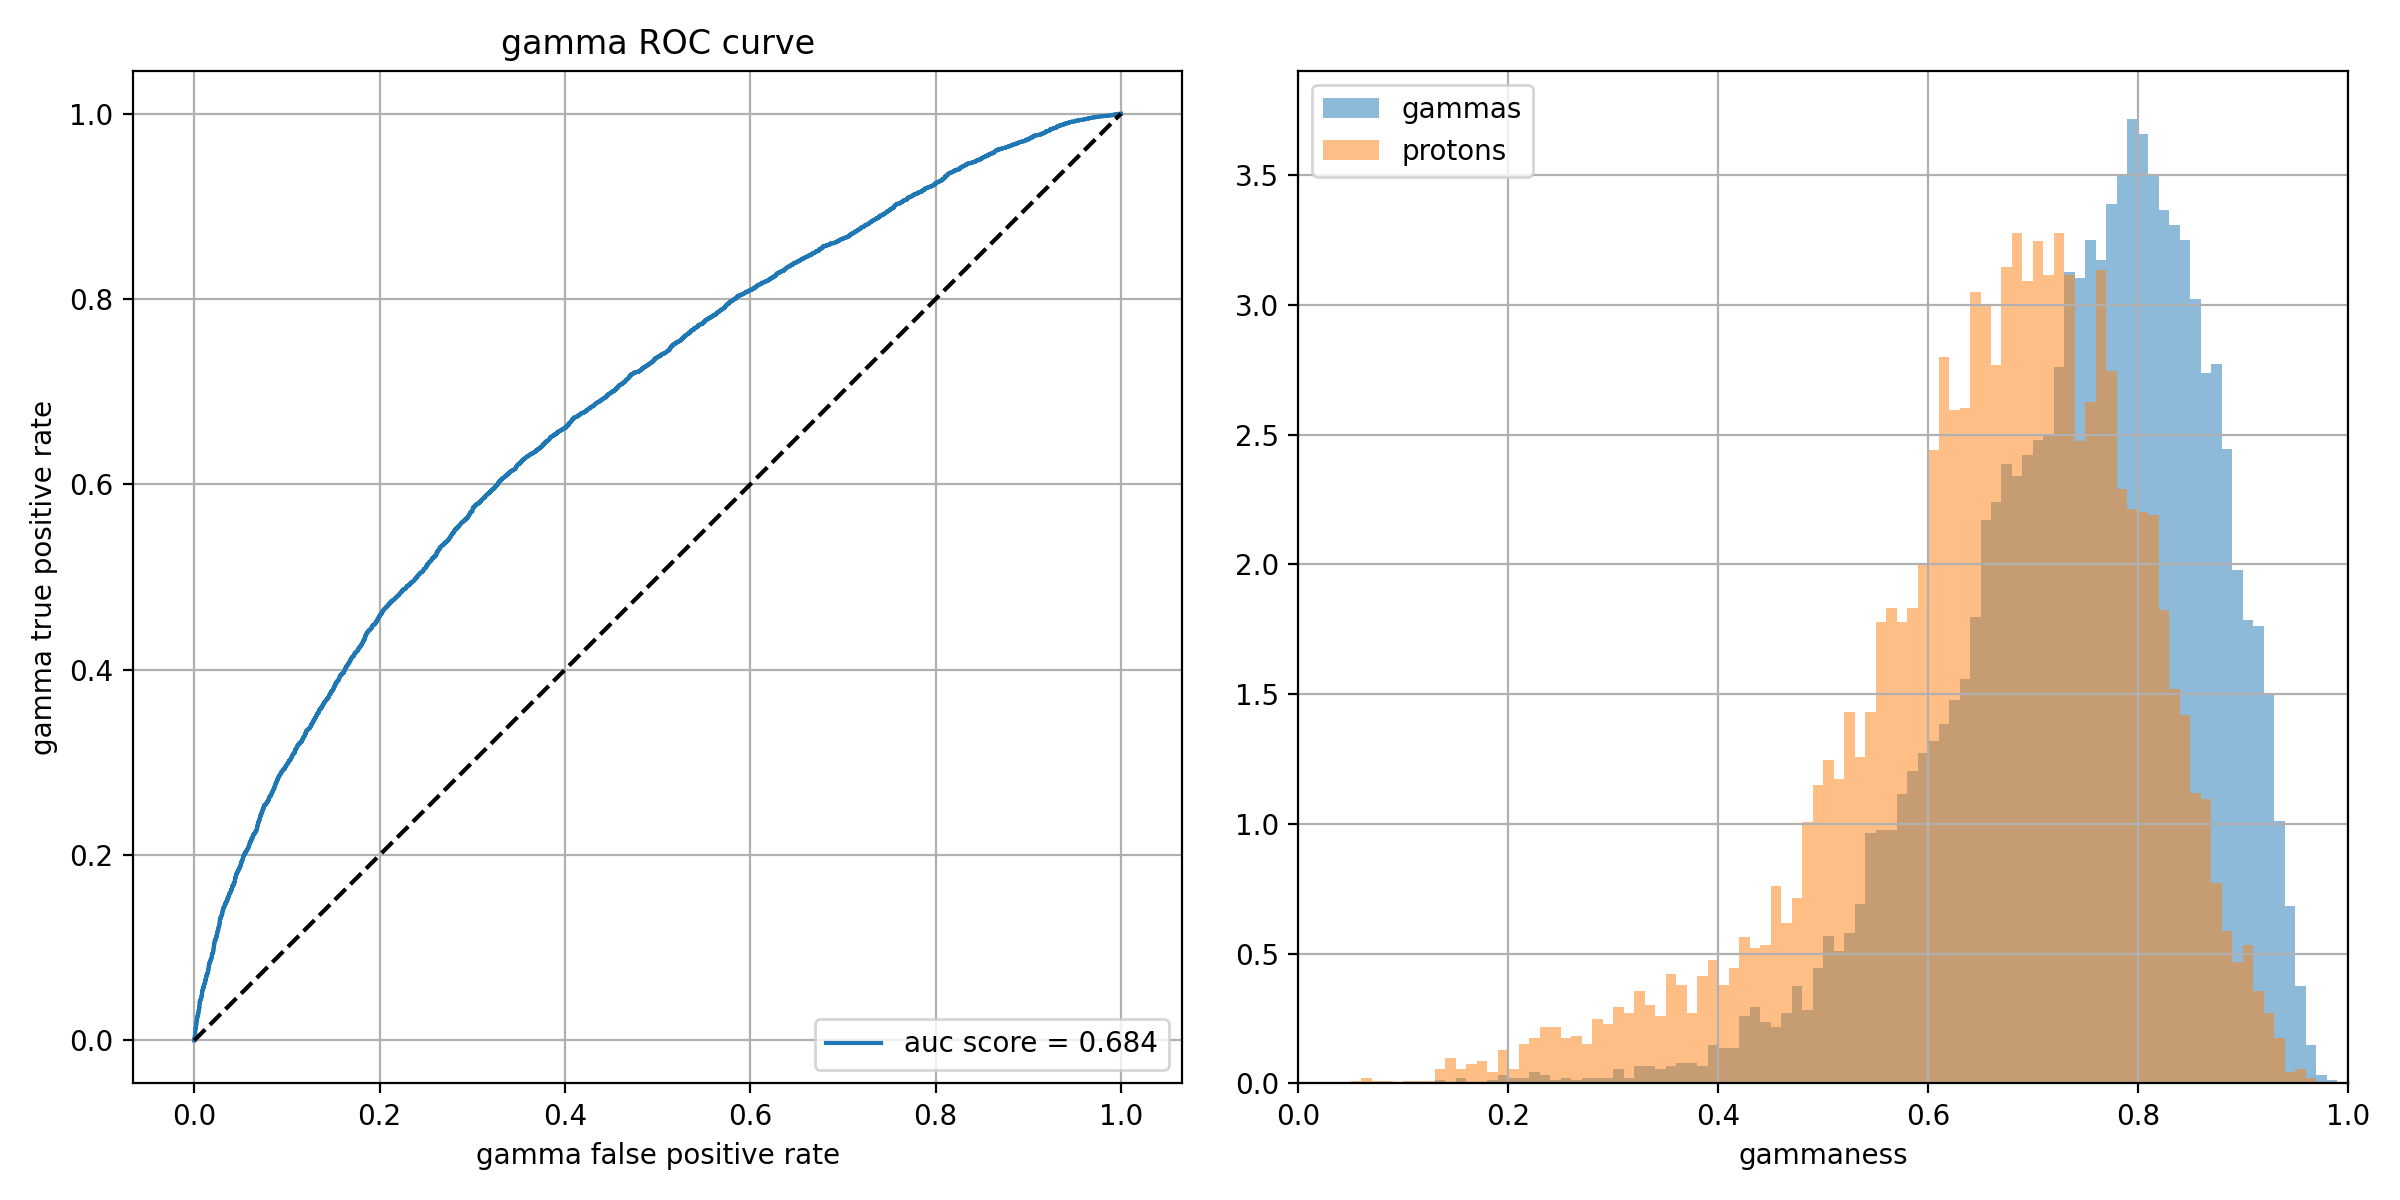 gamma ROC curve
gamma true positive rate
1.0
0.8
0.6
0.4
0.2
0.0
auc score = 0.684
0.0 0.2 0.4 0.6 0.8 1.0
gamma false positive rate
gammas
protons
3.5
3.0
2.5
2.0
1.5
1.0
0.5
0.0
0.0 0.2 0.4 0.6 0.8 1.0
gammaness